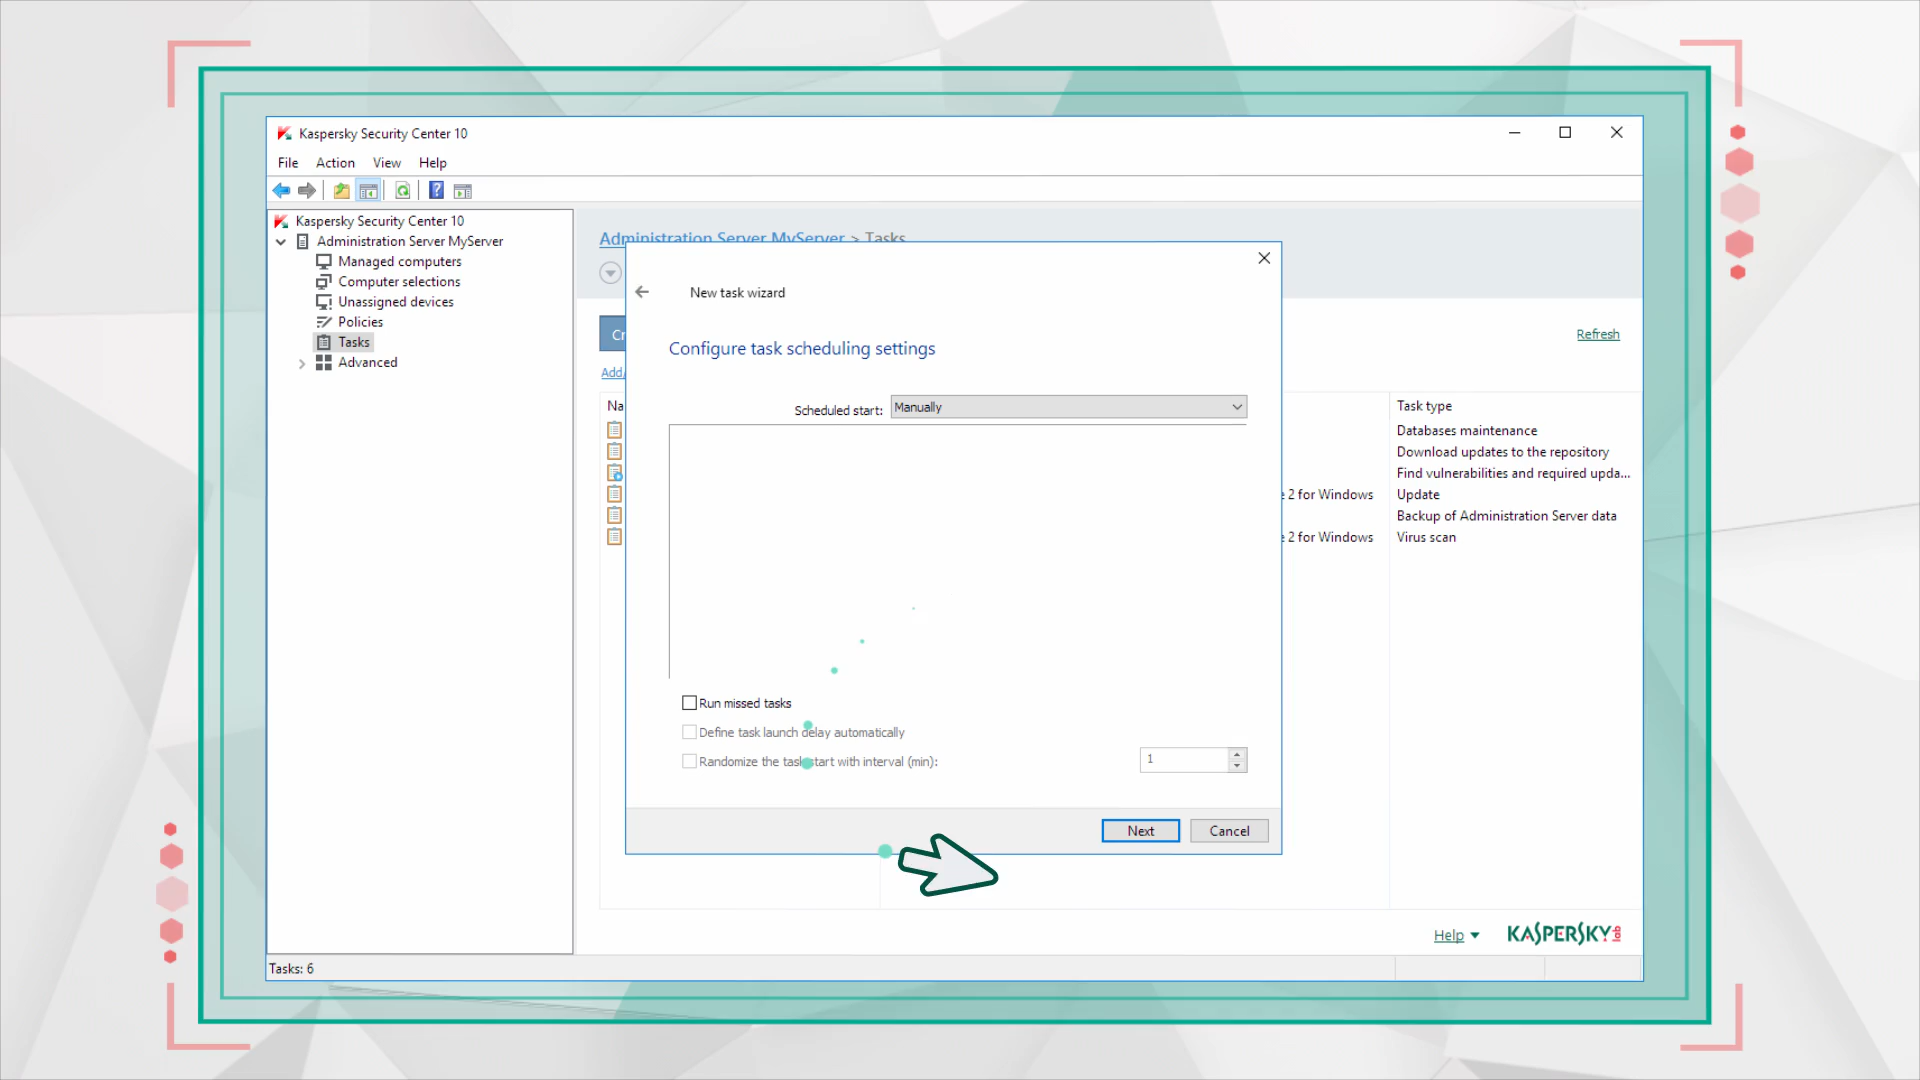 Kaspersky Security Center 10
File Action View Help
Kaspersky Security Center 10
Administration Server MyServer
Managed computers
Computer selections
Unassigned devices
Policies
Tasks
Advanced
Administration Server MyServer > Tasks
Refresh
New task wizard
Configure task scheduling settings
Scheduled start: Manually
Run missed tasks
Define task launch delay automatically
Randomize the task start with interval (min): 1
Next Cancel
Cr
Add/
Na
Task type
Databases maintenance
Download updates to the repository
Find vulnerabilities and required upda...
2 for Windows Update
Backup of Administration Server data
2 for Windows Virus scan
Help
KASPERSKY lab
Tasks: 6